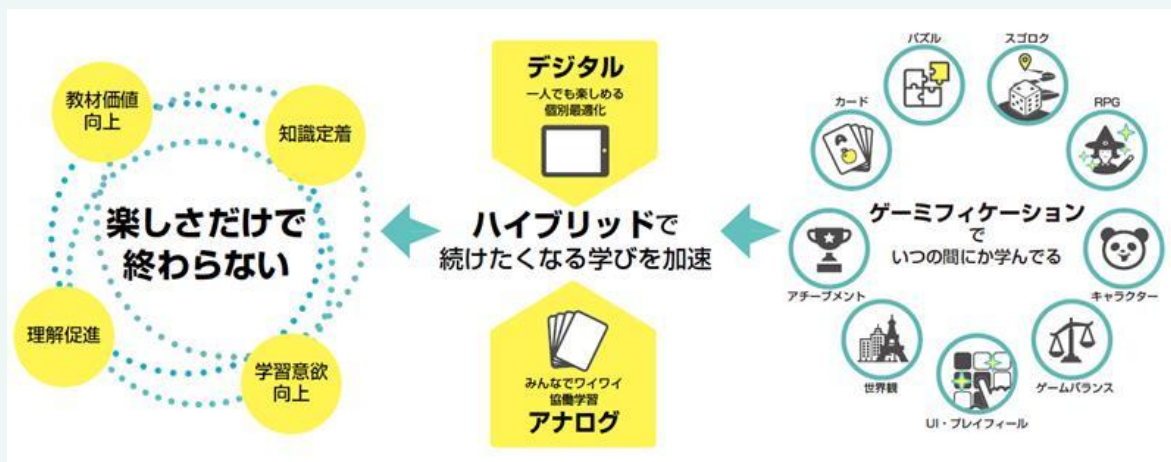 教材価値
向上
知識定着
楽しさだけで
終わらない
理解促進
学習意欲
向上
デジタル
一人でも楽しめる
個別最適化
ハイブリッドで
続けたくなる学びを加速
みんなでワイワイ
協働学習
アナログ
パズル
スゴロク
カード
RPG
ゲーミフィケーション
で
いつの間にか学んでる
アチーブメント
キャラクター
世界観
ゲームバランス
UI・プレイフィール